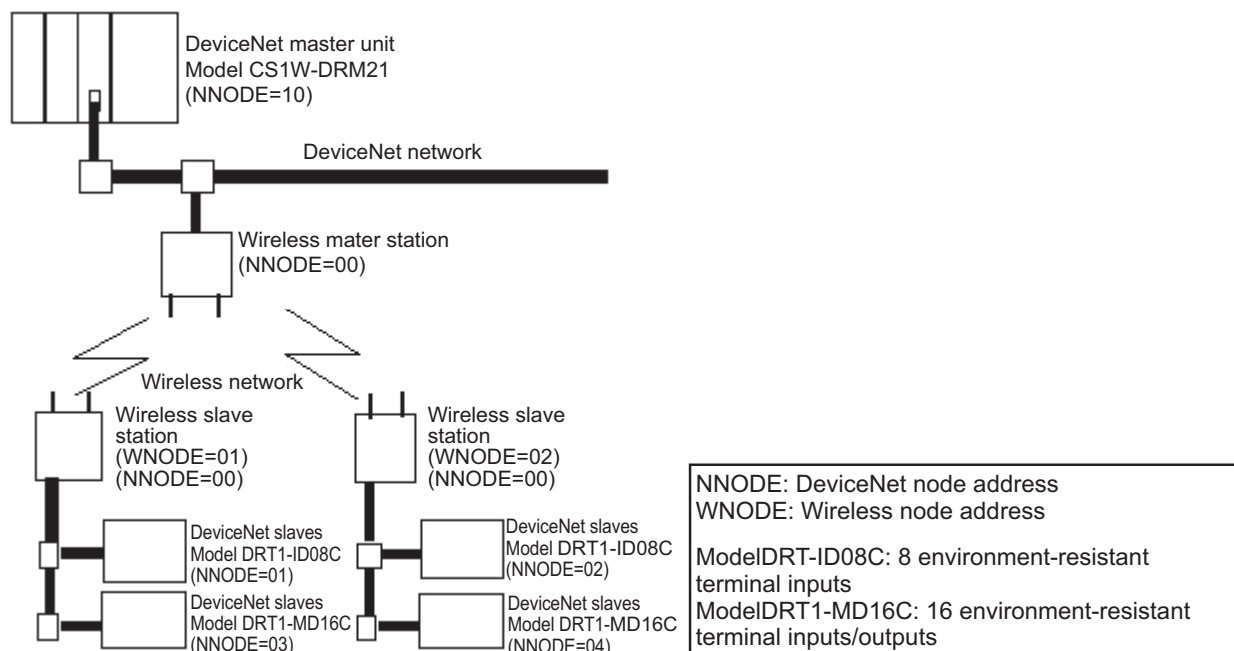 DeviceNet master unit
Model CS1W-DRM21
(NNODE=10)
DeviceNet network
Wireless mater station
(NNODE=00)
Wireless network
Wireless slave
station
(WNODE=01)
(NNODE=00)
Wireless slave
station
(WNODE=02)
(NNODE=00)
DeviceNet slaves
Model DRT1-ID08C
(NNODE=01)
DeviceNet slaves
Model DRT1-MD16C
(NNODE=03)
DeviceNet slaves
Model DRT1-ID08C
(NNODE=02)
DeviceNet slaves
Model DRT1-MD16C
(NNODE=04)
NNODE: DeviceNet node address
WNODE: Wireless node address
ModelDRT-ID08C: 8 environment-resistant
terminal inputs
ModelDRT1-MD16C: 16 environment-resistant
terminal inputs/outputs